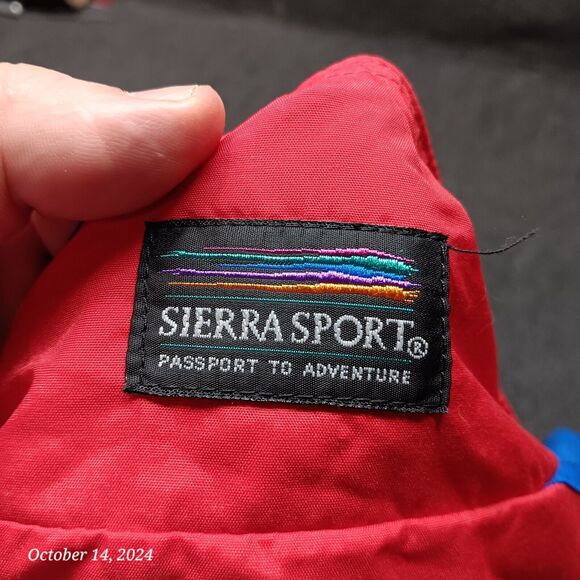 SIERRA SPORT®
PASSPORT TO ADVENTURE
October 14, 2024